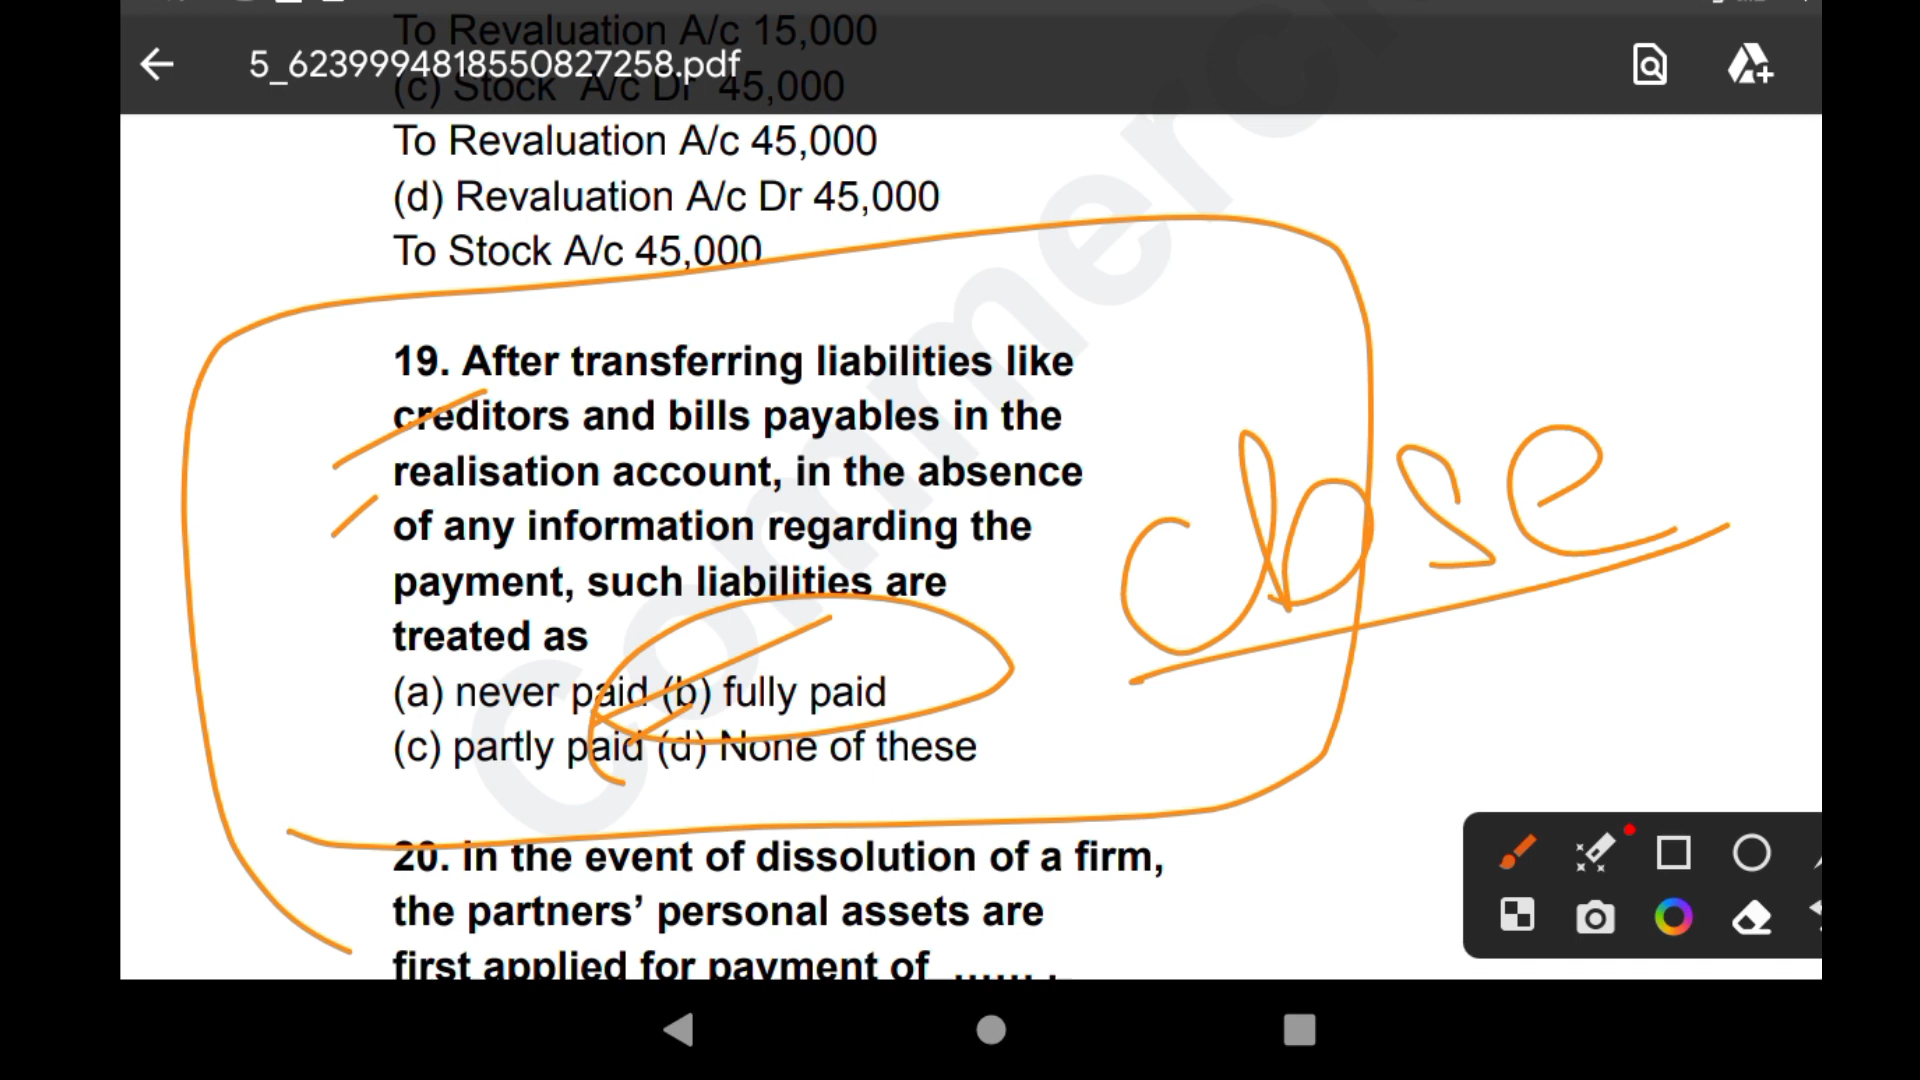 To Revaluation A/c 15,000
5_6239994818550827258.pdf
(c) Stock A/c Dr 45,000
To Revaluation A/c 45,000
(d) Revaluation A/c Dr 45,000
To Stock A/c 45,000
19. After transferring liabilities like
creditors and bills payables in the
realisation account, in the absence
of any information regarding the
payment, such liabilities are
treated as
(a) never paid (b) fully paid
(c) partly paid (d) None of these
cbse
20. In the event of dissolution of a firm,
the partners’ personal assets are
first applied for payment of ...... .